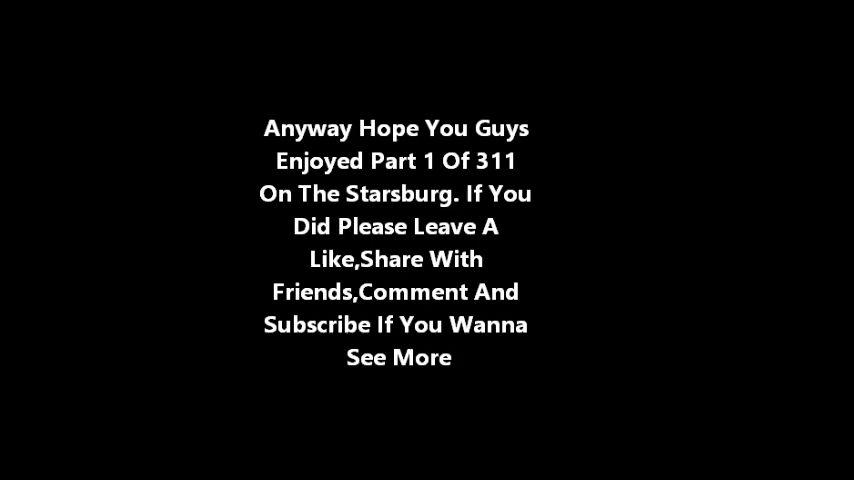 Anyway Hope You Guys
Enjoyed Part 1 Of 311
On The Starsburg. If You
Did Please Leave A
Like,Share With
Friends,Comment And
Subscribe If You Wanna
See More